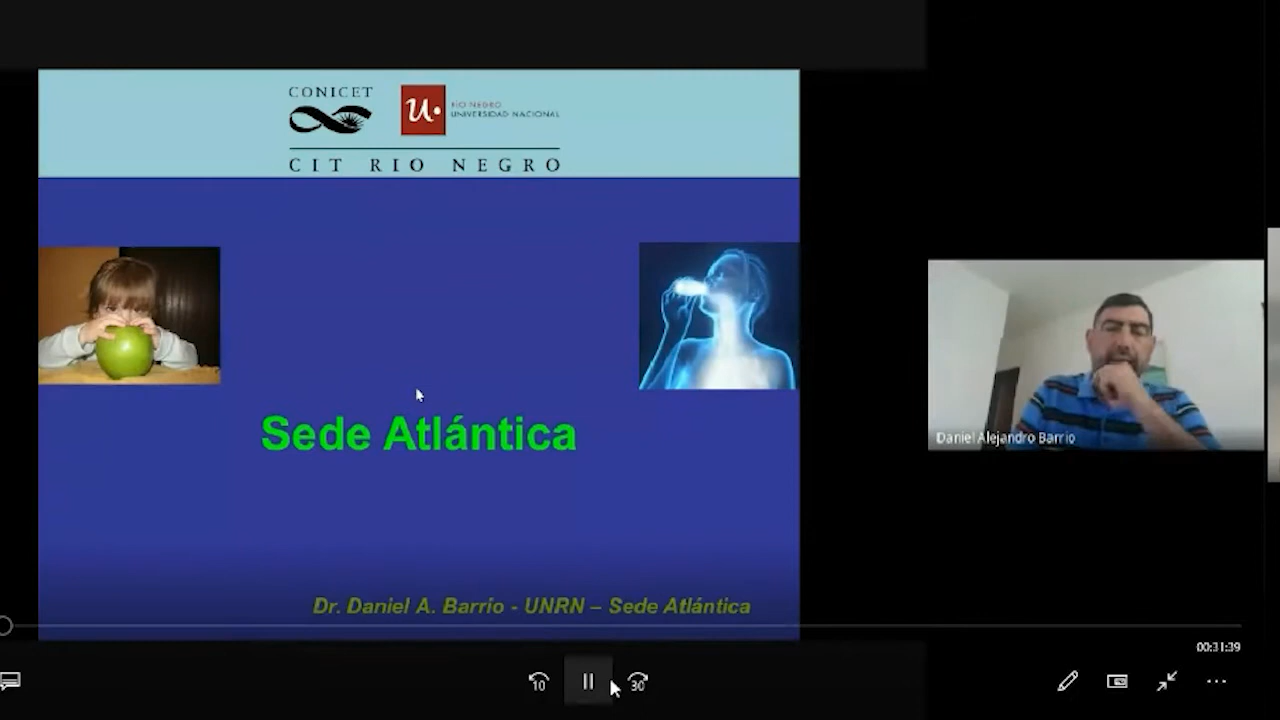 CONICET
U.
RÍO NEGRO
UNIVERSIDAD NACIONAL
CIT RIO NEGRO
Sede Atlántica
Daniel Alejandro Barrio
Dr. Daniel A. Barrio - UNRN – Sede Atlántica
00:31:39
10
30